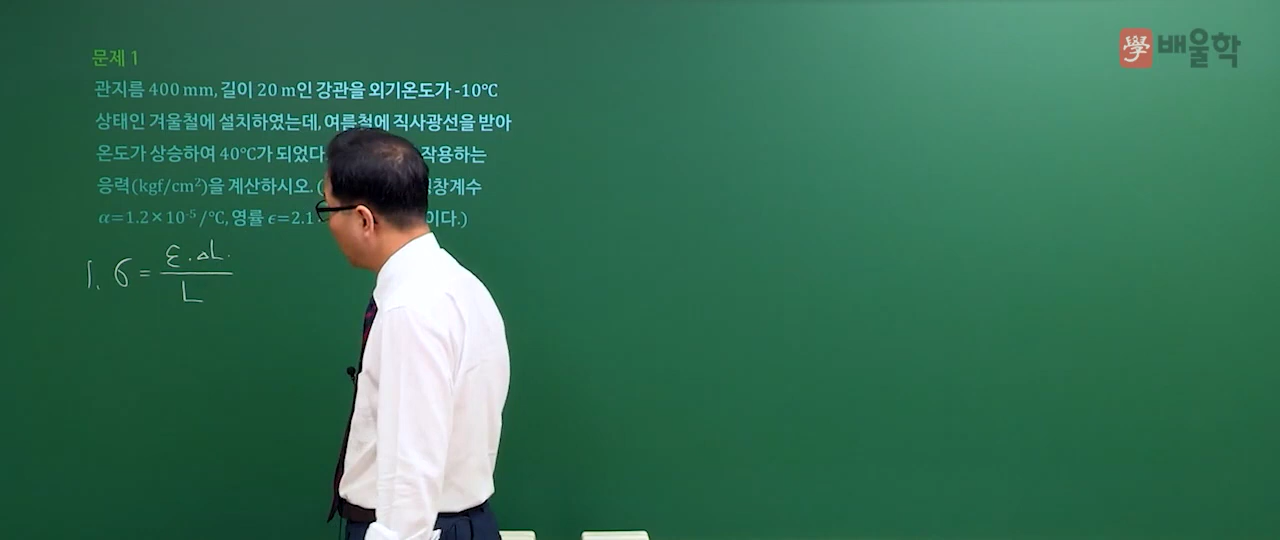 學 배울학
문제 1
관지름 400 mm, 길이 20 m인 강관을 외기온도가 -10℃
상태인 겨울철에 설치하였는데, 여름철에 직사광선을 받아
온도가 상승하여 40℃가 되었다 작용하는
응력(kgf/cm²)을 계산하시오. ( 창계수
α=1.2×10⁻⁵/℃, 영률 ϵ=2.1 이다.)
1. σ = ε.△L. / L